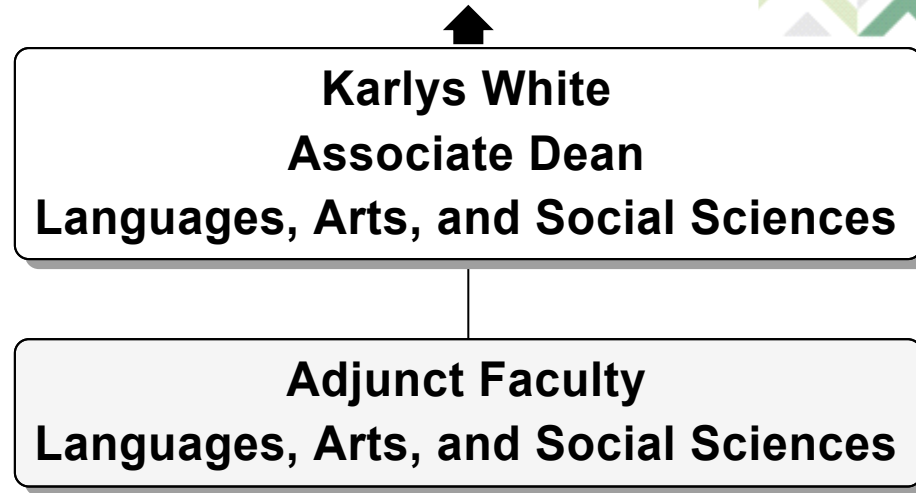 Karlys White
Associate Dean
Languages, Arts, and Social Sciences
Adjunct Faculty
Languages, Arts, and Social Sciences